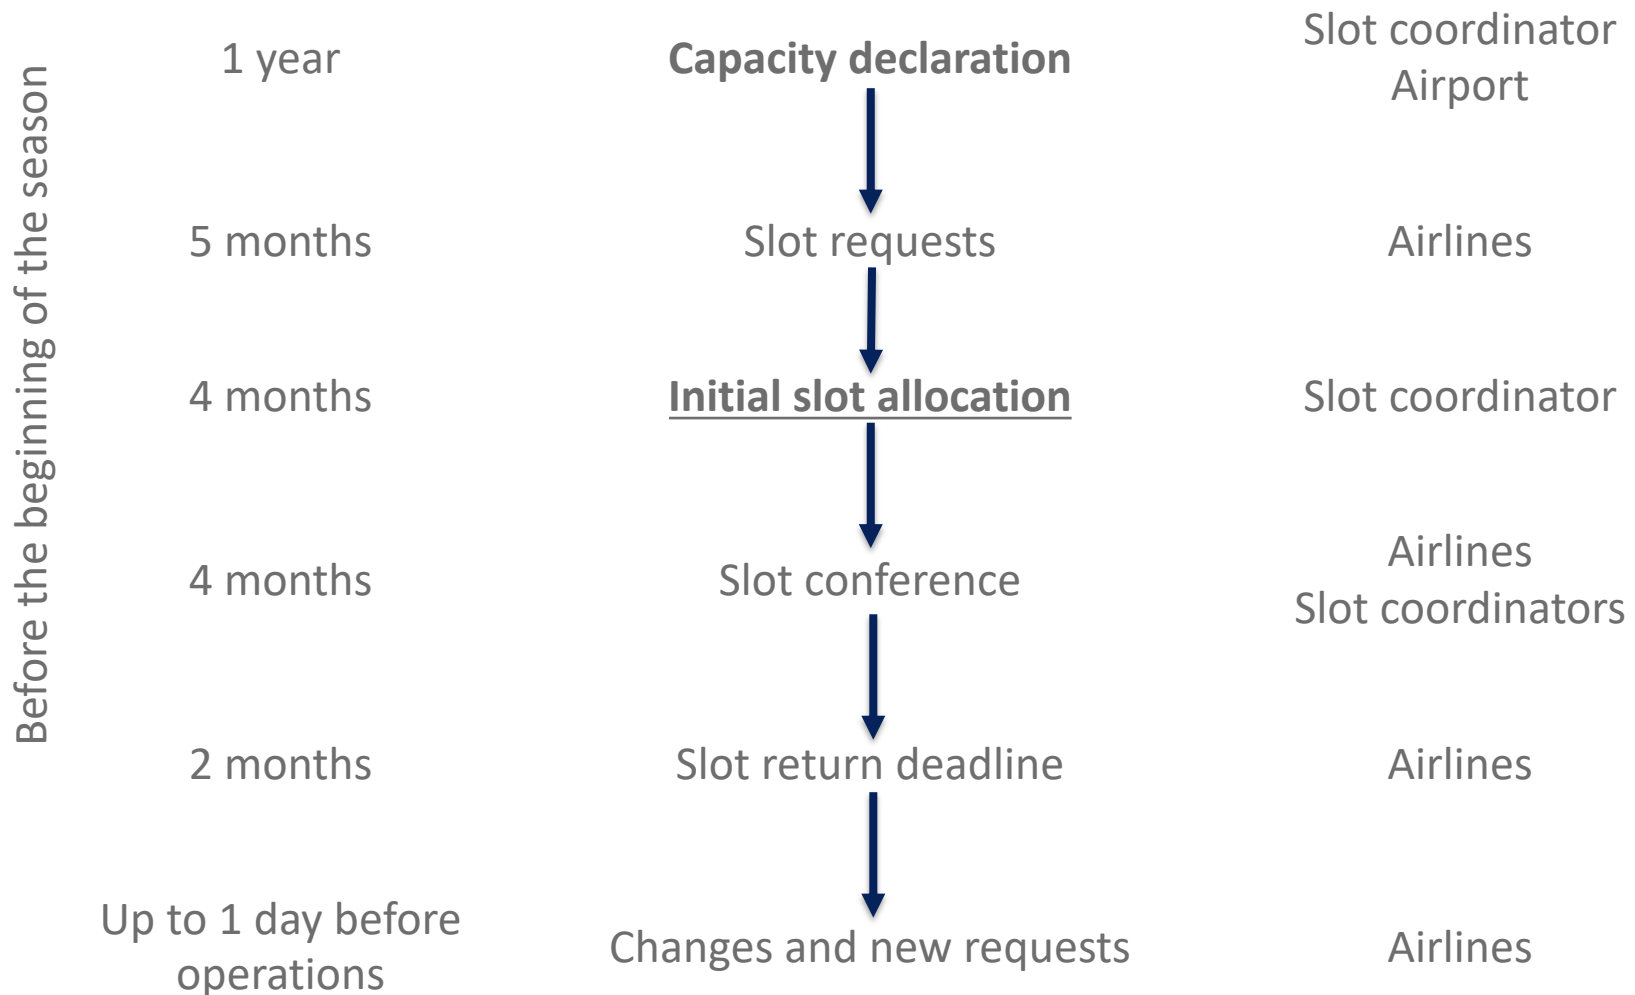 Before the beginning of the season
1 year
Capacity declaration
Slot coordinator
Airport
5 months
Slot requests
Airlines
4 months
Initial slot allocation
Slot coordinator
4 months
Slot conference
Airlines
Slot coordinators
2 months
Slot return deadline
Airlines
Up to 1 day before
operations
Changes and new requests
Airlines